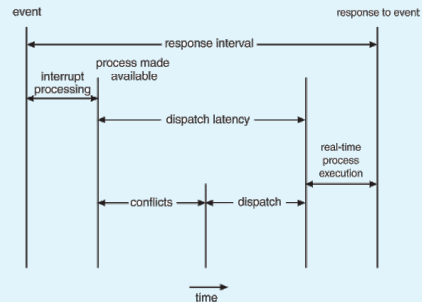 event
response to event
response interval
process made
available
interrupt
processing
dispatch latency
real-time
process
execution
conflicts
dispatch
time